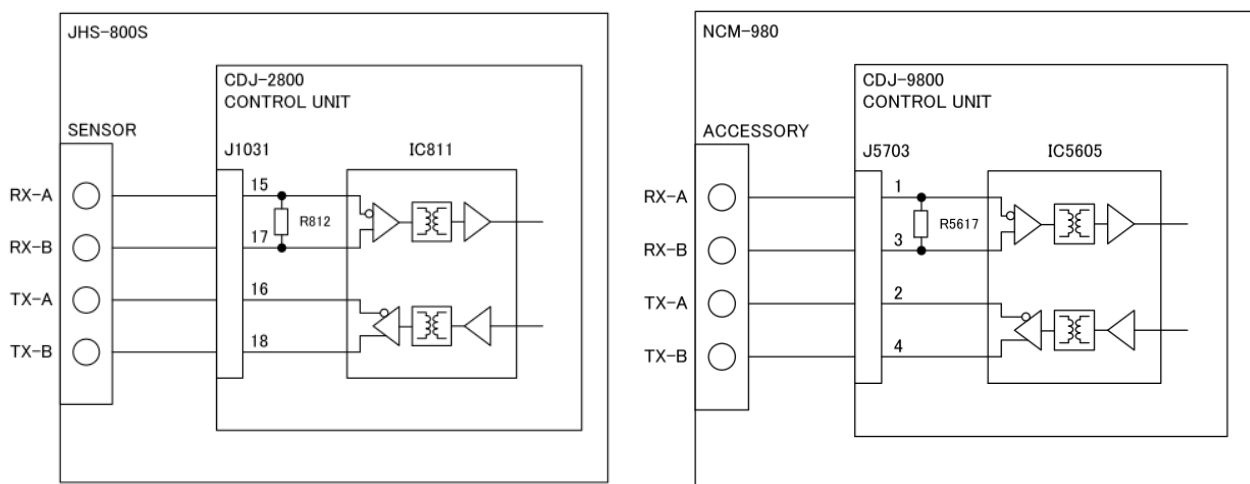 JHS-800S
CDJ-2800
CONTROL UNIT
SENSOR
J1031
IC811
RX-A
15
R812
RX-B
17
TX-A
16
TX-B
18
NCM-980
CDJ-9800
CONTROL UNIT
ACCESSORY
J5703
IC5605
RX-A
1
R5617
RX-B
3
TX-A
2
TX-B
4